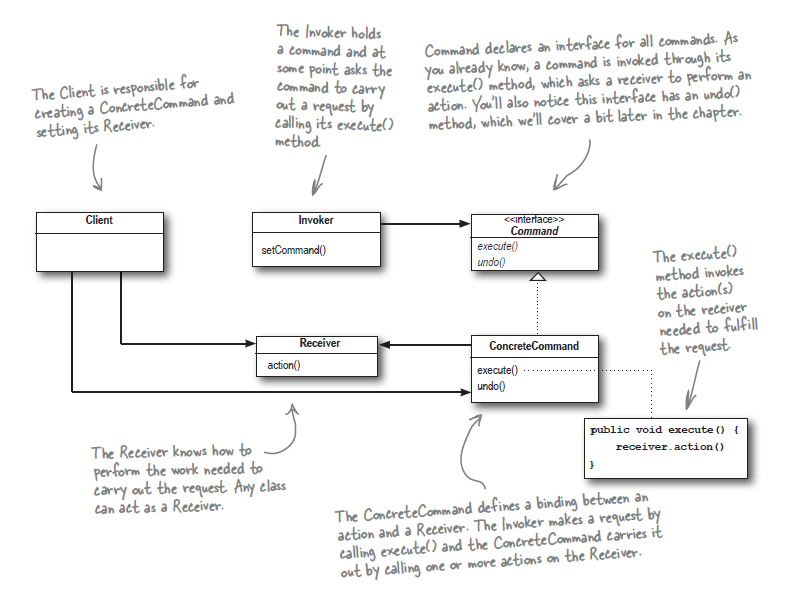 The Client is responsible for
creating a ConcreteCommand and
setting its Receiver.
The Invoker holds
a command and at
some point asks the
command to carry
out a request by
calling its execute()
method.
Command declares an interface for all commands. As
you already know, a command is invoked through its
execute() method, which asks a receiver to perform an
action. You'll also notice this interface has an undo()
method, which we'll cover a bit later in the chapter.
Client
Invoker
setCommand()
<<interface>>
Command
execute()
undo()
The execute()
method invokes
the action(s)
on the receiver
needed to fulfill
the request.
Receiver
action()
ConcreteCommand
execute()
undo()
public void execute() {
receiver.action()
}
The Receiver knows how to
perform the work needed to
carry out the request. Any class
can act as a Receiver.
The ConcreteCommand defines a binding between an
action and a Receiver. The Invoker makes a request by
calling execute() and the ConcreteCommand carries it
out by calling one or more actions on the Receiver.